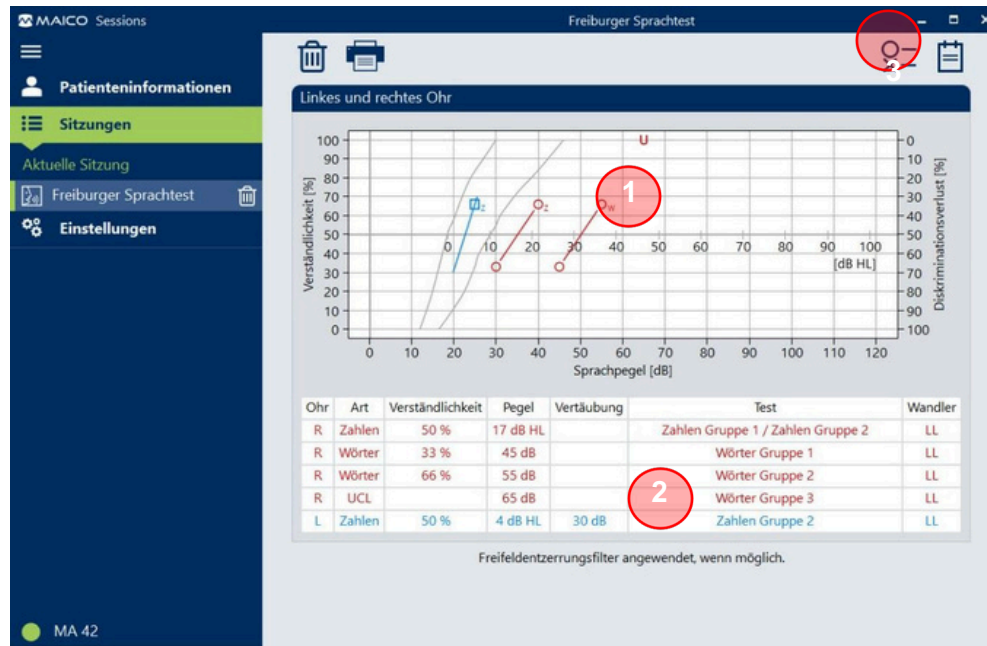 MAICO Sessions
Freiburger Sprachtest
Patienteninformationen
Sitzungen
Aktuelle Sitzung
Freiburger Sprachtest
Einstellungen
MA 42
3
Linkes und rechtes Ohr
100
90
80
70
60
50
40
30
20
10
0
Verständlichkeit [%]
0
10
20
30
40
50
60
70
80
90
100
Diskriminationsverlust [%]
U
1
z
z
w
0 10 20 30 40 50 60 70 80 90 100
[dB HL]
0 10 20 30 40 50 60 70 80 90 100 110 120
Sprachpegel [dB]
Ohr Art Verständlichkeit Pegel Vertäubung Test Wandler
R Zahlen 50 % 17 dB HL Zahlen Gruppe 1 / Zahlen Gruppe 2 LL
R Wörter 33 % 45 dB Wörter Gruppe 1 LL
R Wörter 66 % 55 dB Wörter Gruppe 2 LL
R UCL 65 dB 2 Wörter Gruppe 3 LL
L Zahlen 50 % 4 dB HL 30 dB Zahlen Gruppe 2 LL
Freifeldentzerrungsfilter angewendet, wenn möglich.